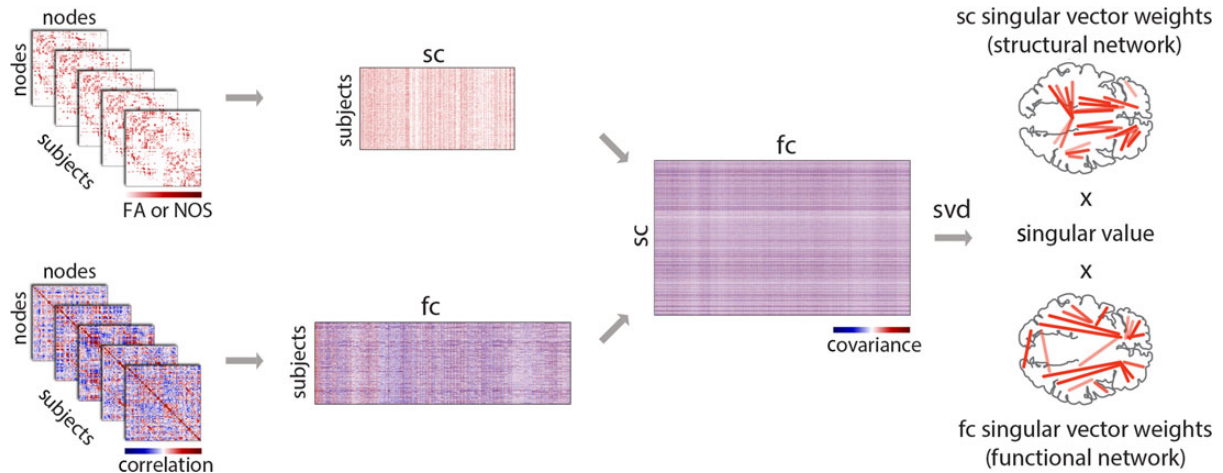 nodes
nodes
subjects
FA or NOS
sc
subjects
nodes
nodes
subjects
correlation
fc
subjects
fc
sc
covariance
svd
sc singular vector weights
(structural network)
x
singular value
x
fc singular vector weights
(functional network)